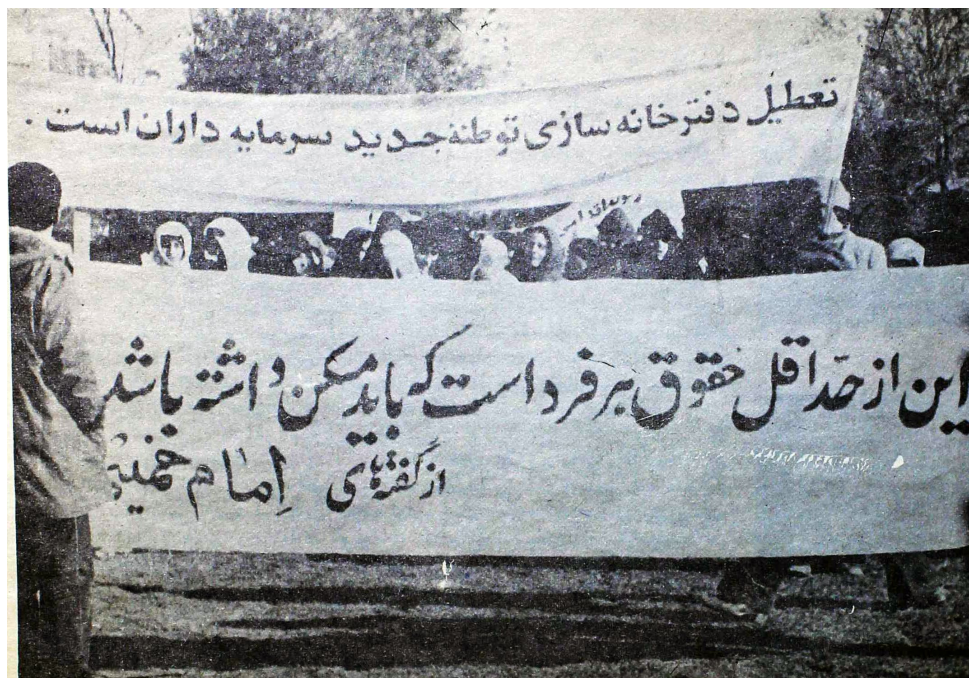 تعطیل دفترخانه سازی توطئه جدید سرمایه داران است .
این از حداقل حقوق هر فرد است که باید مسکن داشته باشد
از گفته‌های امام خمینی